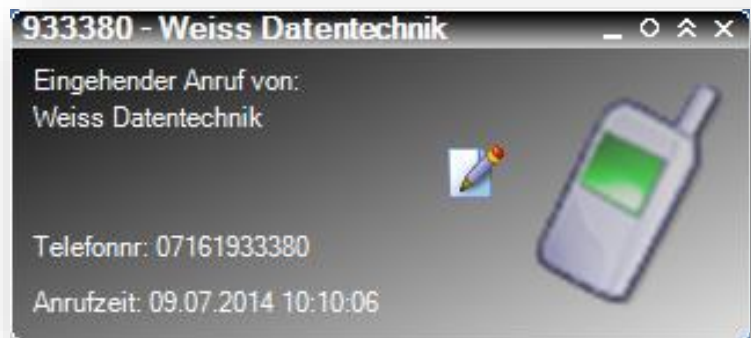 933380 - Weiss Datentechnik
Eingehender Anruf von:
Weiss Datentechnik
Telefonnr: 07161933380
Anrufzeit: 09.07.2014 10:10:06